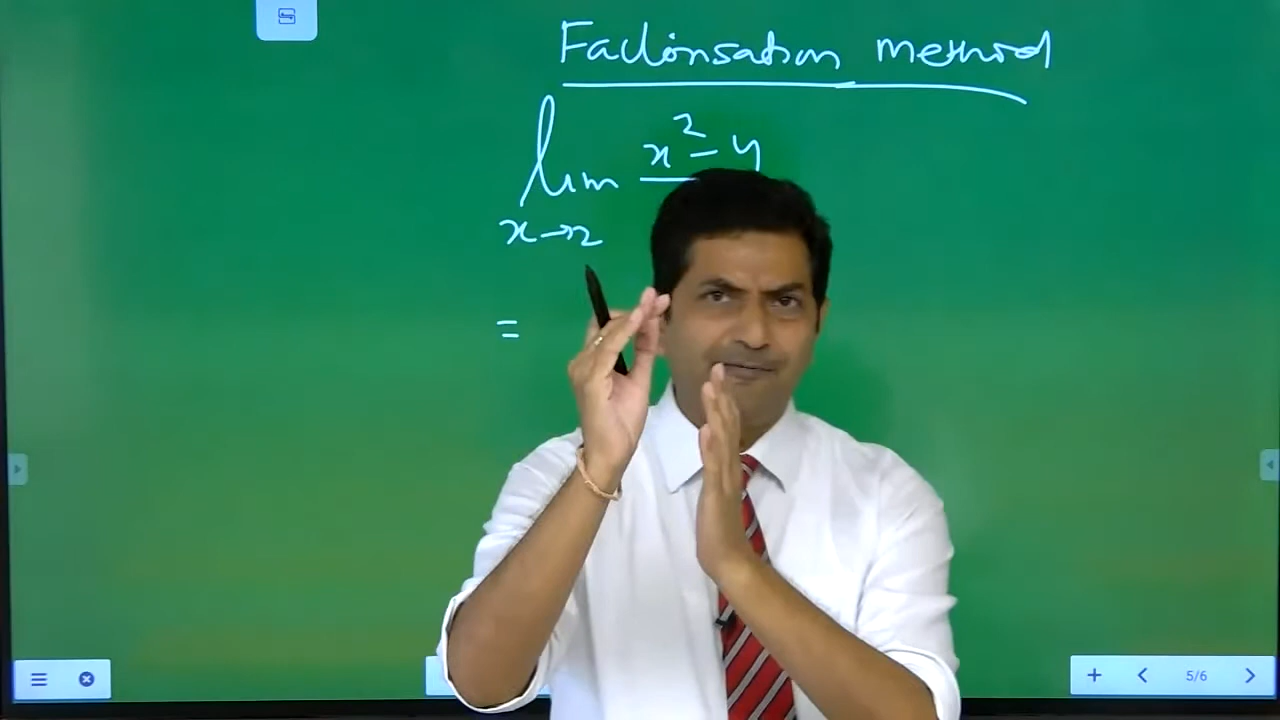 Factorisation method
lim x² - 4
x→2
=
5/6